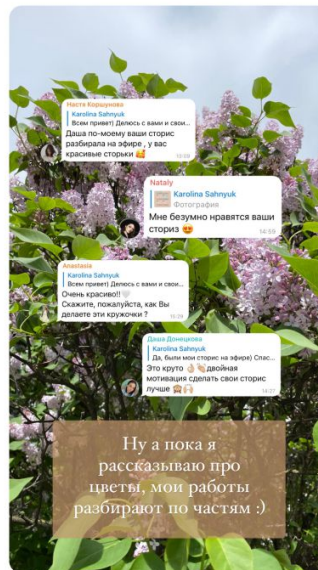 Настя Коршунова
Karolina Sahnyuk
Всем привет) Делюсь с вами и свои...
Даша по-моему ваши сторис
разбирала на эфире , у вас
красивые сторьки 🥰
Nataly
Karolina Sahnyuk
Фотография
Мне безумно нравятся ваши
сториз 😍
14:59
Anastasia
Karolina Sahnyuk
Всем привет) Делюсь с вами и свои...
Очень красиво!!🤍
Скажите, пожалуйста, как Вы
делаете эти кружочки ?
Даша Донецкова
Karolina Sahnyuk
Да, были мои сторис на эфире) Спас...
Это круто 👌🏻👏🏻двойная
мотивация сделать свои сторис
лучше 🙈🙌🏻
Ну а пока я
рассказываю про
цветы, мои работы
разбирают по частям :)